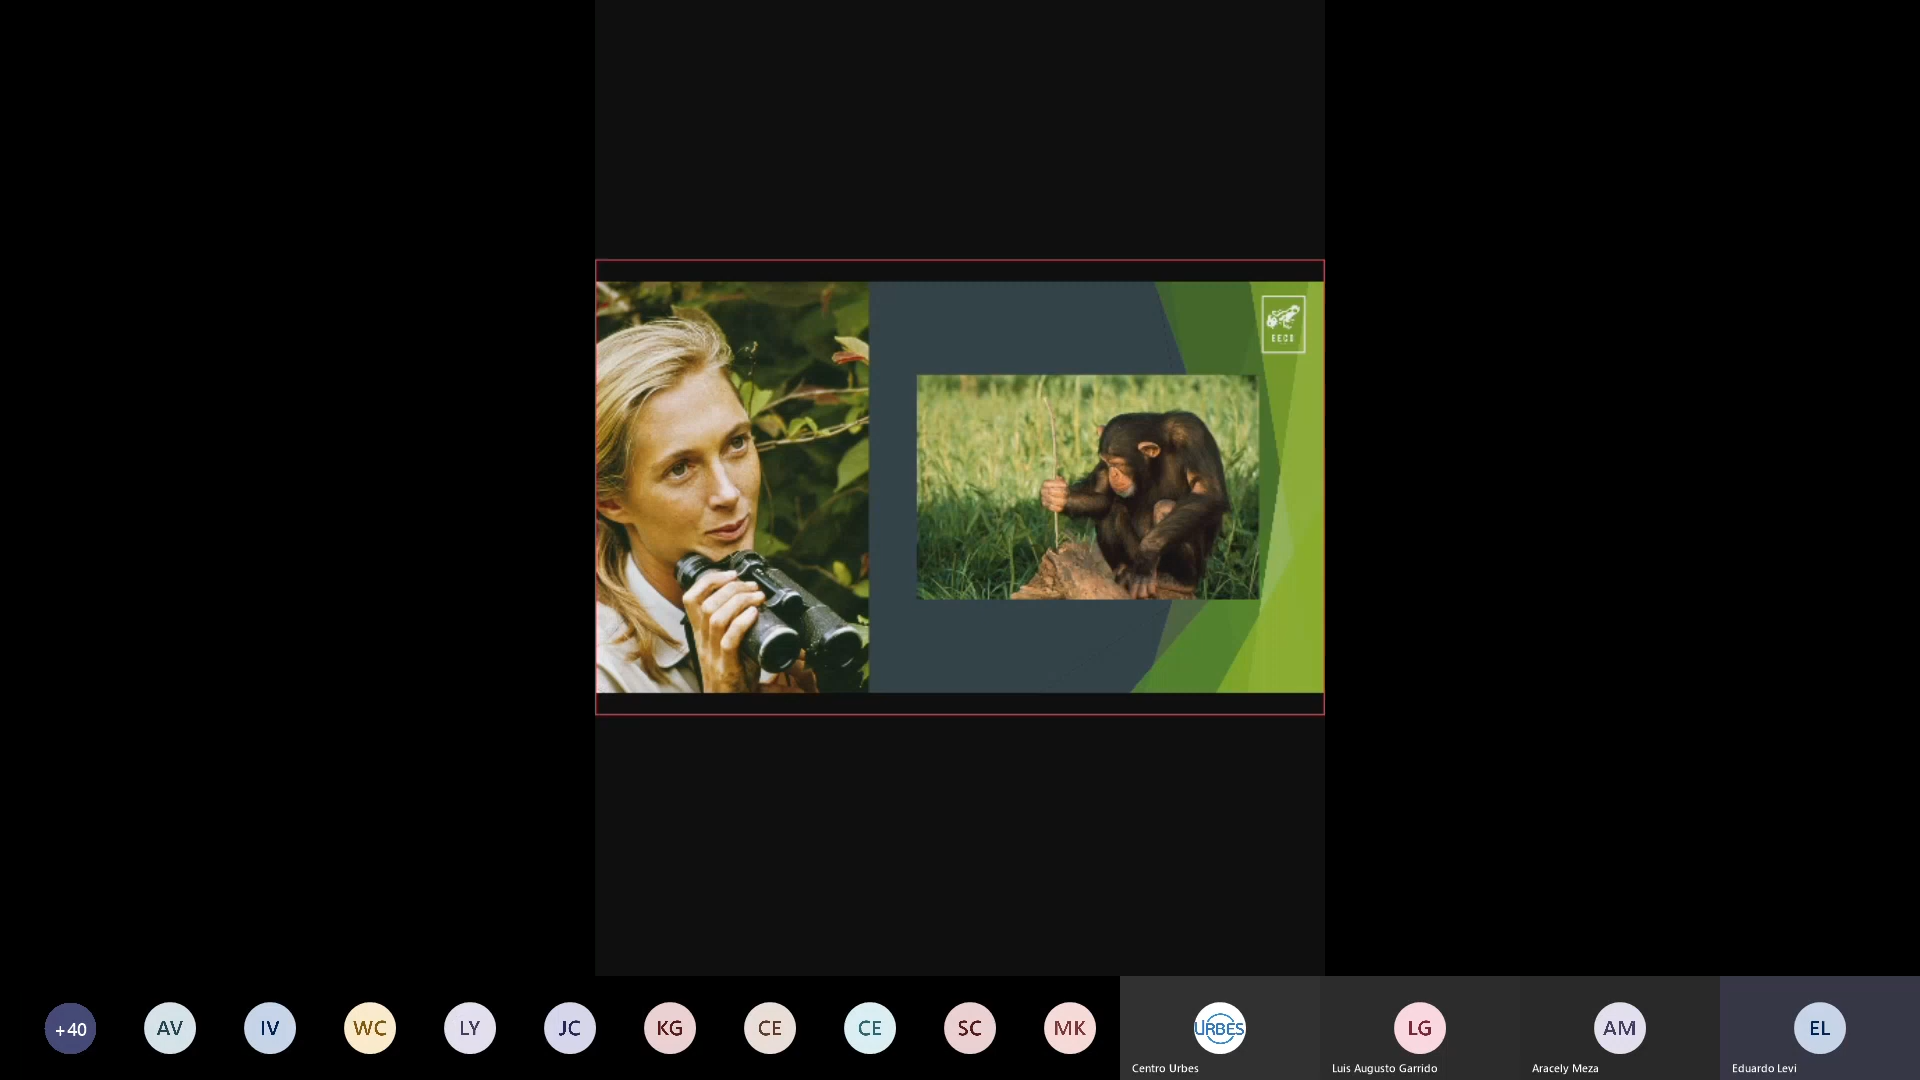 EECO
+40
AV
IV
WC
LY
JC
KG
CE
CE
SC
MK
URBES
Centro Urbes
LG
Luis Augusto Garrido
AM
Aracely Meza
EL
Eduardo Levi